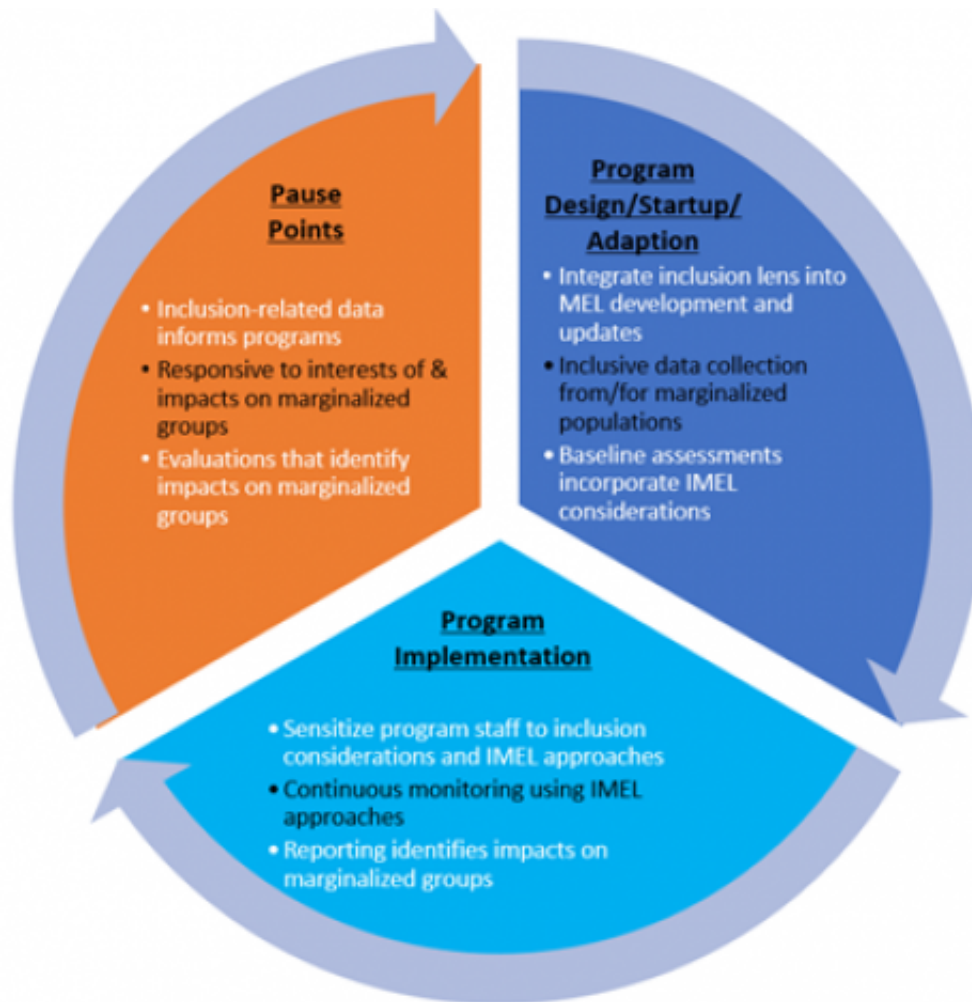 Pause
Points
• Inclusion-related data
informs programs
• Responsive to interests of &
impacts on marginalized
groups
• Evaluations that identify
impacts on marginalized
groups
Program
Design/Startup/
Adaption
• Integrate inclusion lens into
MEL development and
updates
• Inclusive data collection
from/for marginalized
populations
• Baseline assessments
incorporate IMEL
considerations
Program
Implementation
• Sensitize program staff to inclusion
considerations and IMEL approaches
• Continuous monitoring using IMEL
approaches
• Reporting identifies impacts on
marginalized groups